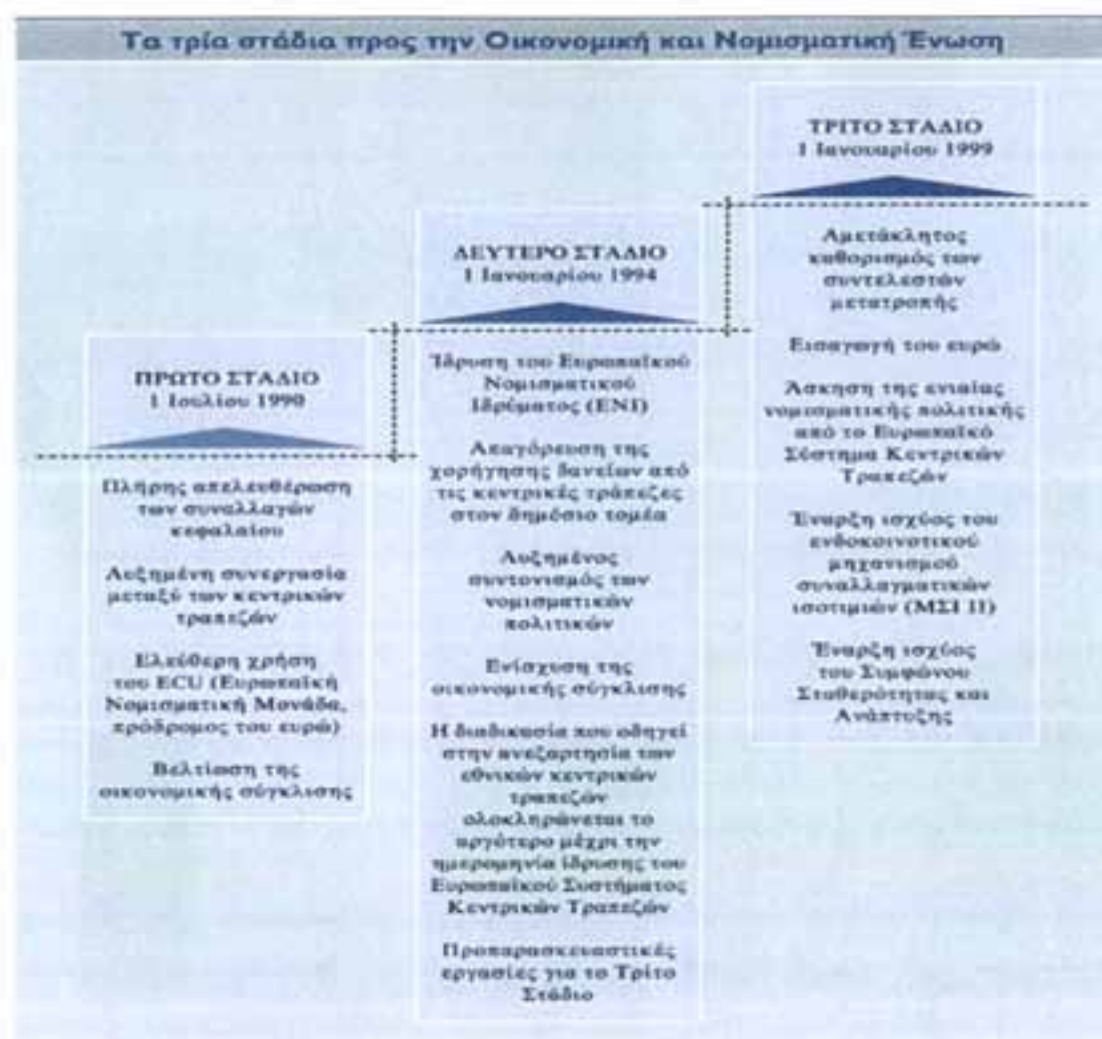 Τα τρία στάδια προς την Οικονομική και Νομισματική Ένωση
ΠΡΩΤΟ ΣΤΑΔΙΟ
1 Ιουλίου 1990
Πλήρης απελευθέρωση
των συναλλαγών
κεφαλαίου
Αυξημένη συνεργασία
μεταξύ των κεντρικών
τραπεζών
Ελεύθερη χρήση
του ECU (Ευρωπαϊκή
Νομισματική Μονάδα,
πρόδρομος του ευρώ)
Βελτίωση της
οικονομικής σύγκλισης
ΔΕΥΤΕΡΟ ΣΤΑΔΙΟ
1 Ιανουαρίου 1994
Ίδρυση του Ευρωπαϊκού
Νομισματικού
Ιδρύματος (ΕΝΙ)
Απαγόρευση της
χορήγησης δανείων από
τις κεντρικές τράπεζες
στον δημόσιο τομέα
Αυξημένος
συντονισμός των
νομισματικών
πολιτικών
Ενίσχυση της
οικονομικής σύγκλισης
Η διαδικασία που οδηγεί
στην ανεξαρτησία των
εθνικών κεντρικών
τραπεζών
ολοκληρώνεται το
αργότερο μέχρι την
ημερομηνία ίδρυσης του
Ευρωπαϊκού Συστήματος
Κεντρικών Τραπεζών
Προπαρασκευαστικές
εργασίες για το Τρίτο
Στάδιο
ΤΡΙΤΟ ΣΤΑΔΙΟ
1 Ιανουαρίου 1999
Αμετάκλητος
καθορισμός των
συντελεστών
μετατροπής
Εισαγωγή του ευρώ
Άσκηση της ενιαίας
νομισματικής πολιτικής
από το Ευρωπαϊκό
Σύστημα Κεντρικών
Τραπεζών
Έναρξη ισχύος του
ενδοκοινοτικού
μηχανισμού
συναλλαγματικών
ισοτιμιών (ΜΣΙ ΙΙ)
Έναρξη ισχύος
του Συμφώνου
Σταθερότητας και
Ανάπτυξης